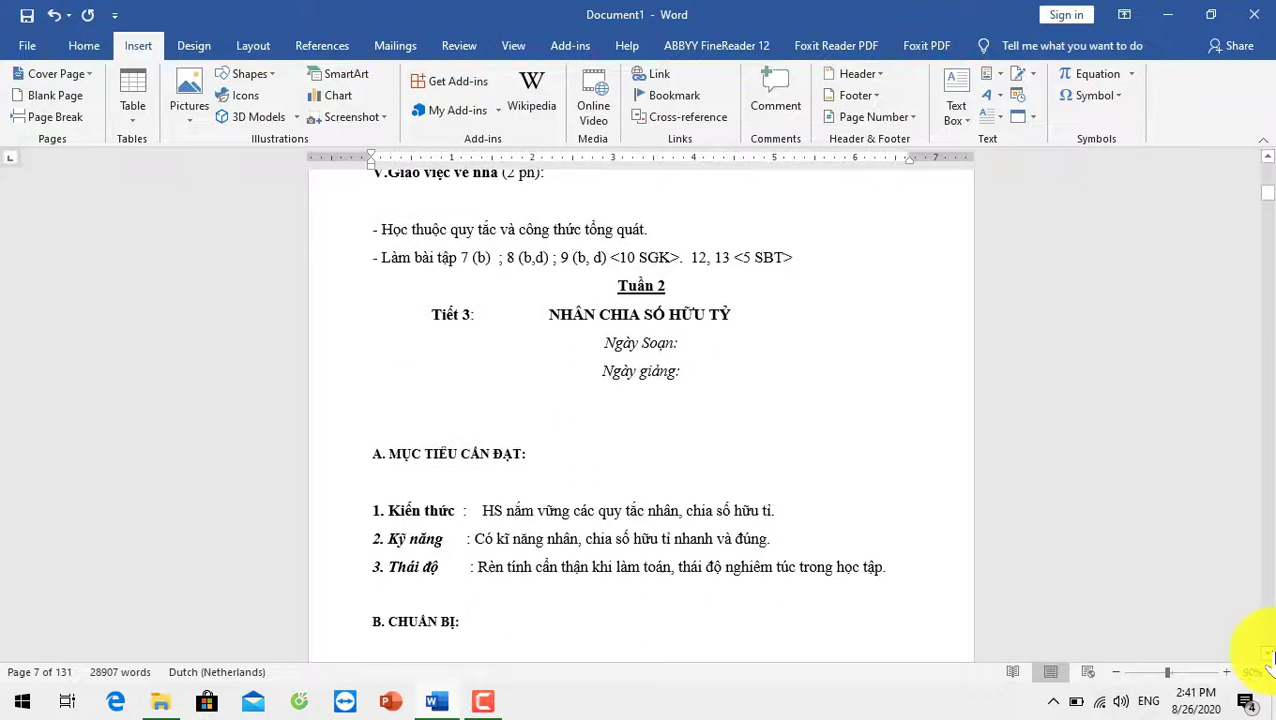 Document1 - Word
Sign in
File Home Insert Design Layout References Mailings Review View Add-ins Help ABBYY FineReader 12 Foxit Reader PDF Foxit PDF Tell me what you want to do Share
Cover Page
Blank Page
Page Break
Pages
Table
Tables
Pictures
Shapes
Icons
3D Models
SmartArt
Chart
Screenshot
Illustrations
Get Add-ins
My Add-ins
Wikipedia
Add-ins
Online Video
Media
Link
Bookmark
Cross-reference
Links
Comment
Comments
Header
Footer
Page Number
Header & Footer
Text Box
Text
Equation
Symbol
Symbols
1 2 3 4 5 6 7
V.Giao việc về nhà (2 ph):
- Học thuộc quy tắc và công thức tổng quát.
- Làm bài tập 7 (b) ; 8 (b,d) ; 9 (b, d) <10 SGK>. 12, 13 <5 SBT>
Tuần 2
Tiết 3: NHÂN CHIA SỐ HỮU TỶ
Ngày Soạn:
Ngày giảng:
A. MỤC TIÊU CẦN ĐẠT:
1. Kiến thức : HS nắm vững các quy tắc nhân, chia số hữu tỉ.
2. Kỹ năng : Có kĩ năng nhân, chia số hữu tỉ nhanh và đúng.
3. Thái độ : Rèn tính cẩn thận khi làm toán, thái độ nghiêm túc trong học tập.
B. CHUẨN BỊ:
Page 7 of 131 28907 words Dutch (Netherlands) 90%
ENG
2:41 PM
8/26/2020
4